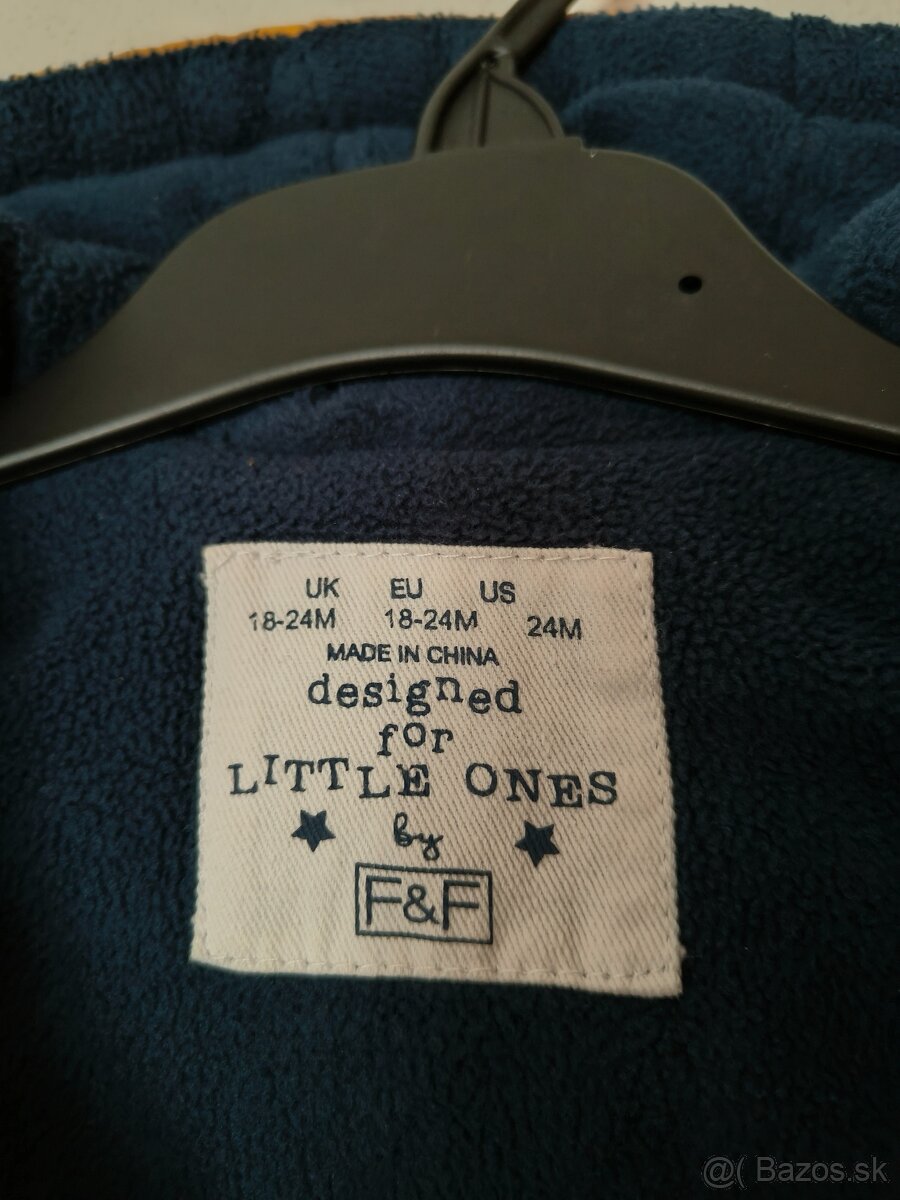 UK EU US
18-24M 18-24M 24M
MADE IN CHINA
designed
for
LITTLE ONES
by
F&F
@( Bazos.sk